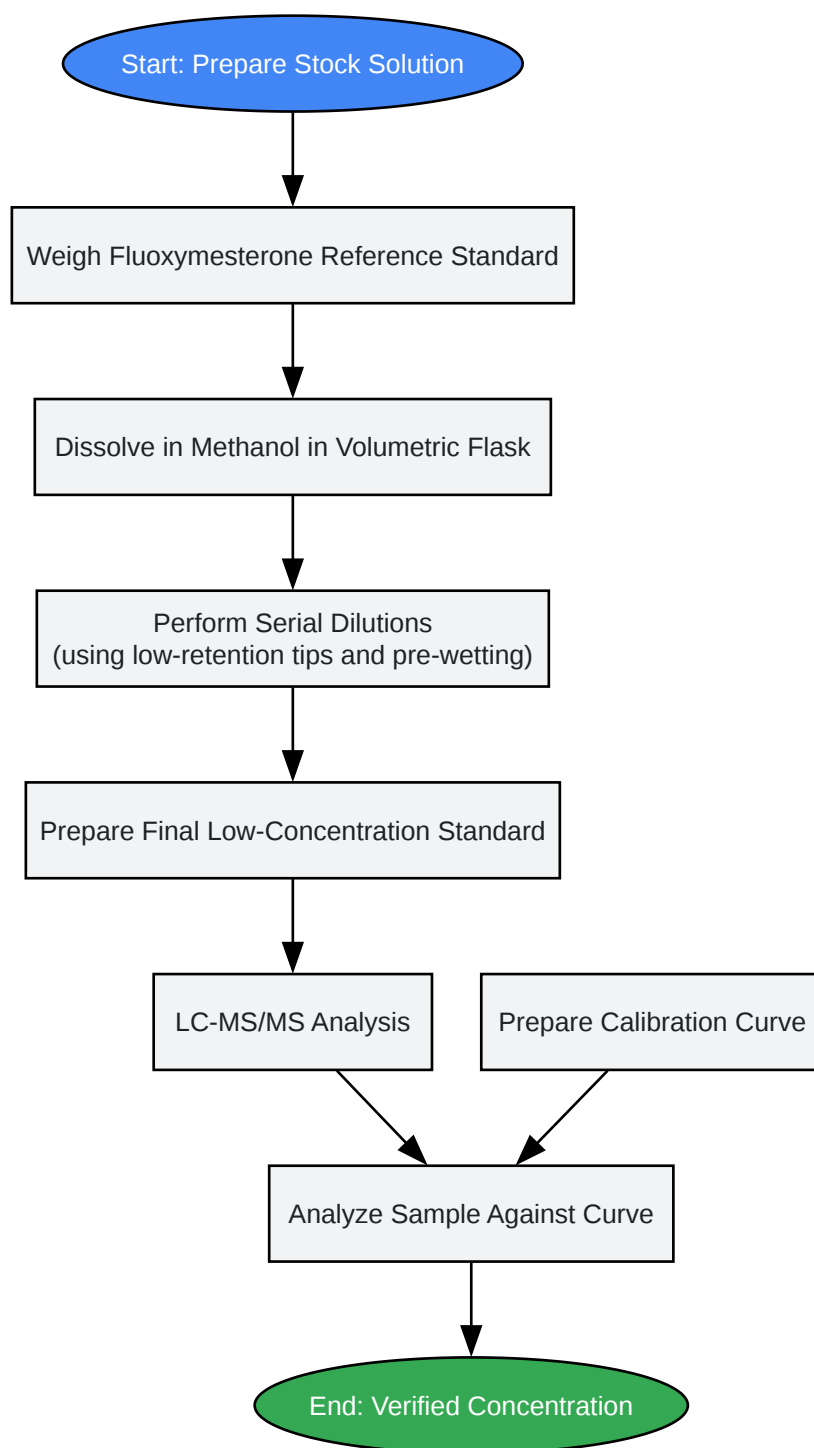 Start: Prepare Stock Solution
Weigh Fluoxymesterone Reference Standard
Dissolve in Methanol in Volumetric Flask
Perform Serial Dilutions
(using low-retention tips and pre-wetting)
Prepare Final Low-Concentration Standard
LC-MS/MS Analysis
Prepare Calibration Curve
Analyze Sample Against Curve
End: Verified Concentration